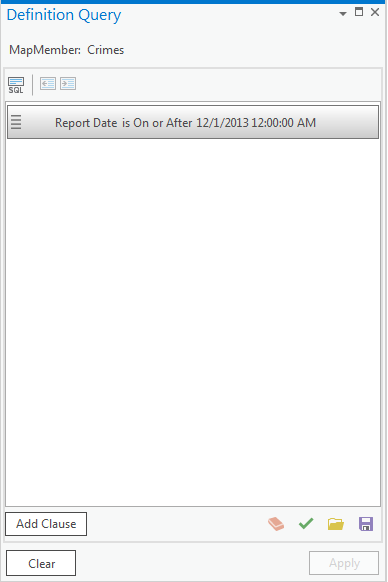 Definition Query
MapMember: Crimes
SQL
Report Date is On or After 12/1/2013 12:00:00 AM
Add Clause
Clear
Apply